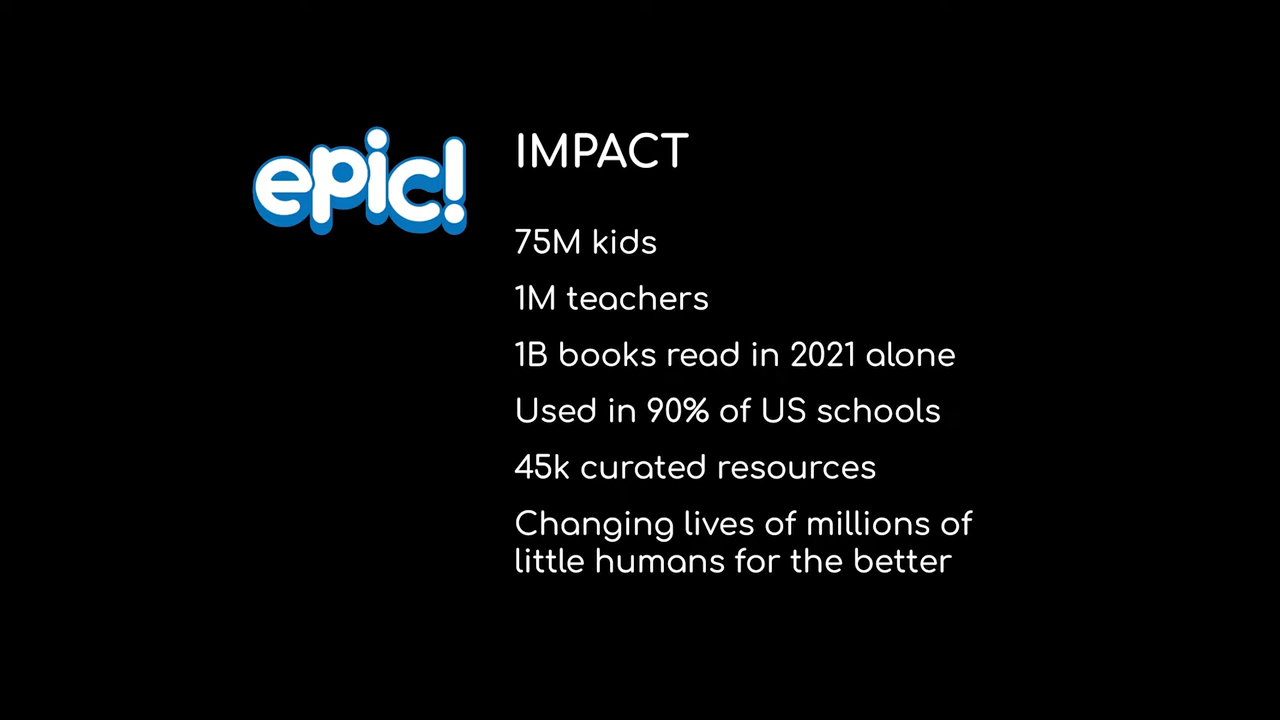 epic!
IMPACT
75M kids
1M teachers
1B books read in 2021 alone
Used in 90% of US schools
45k curated resources
Changing lives of millions of
little humans for the better